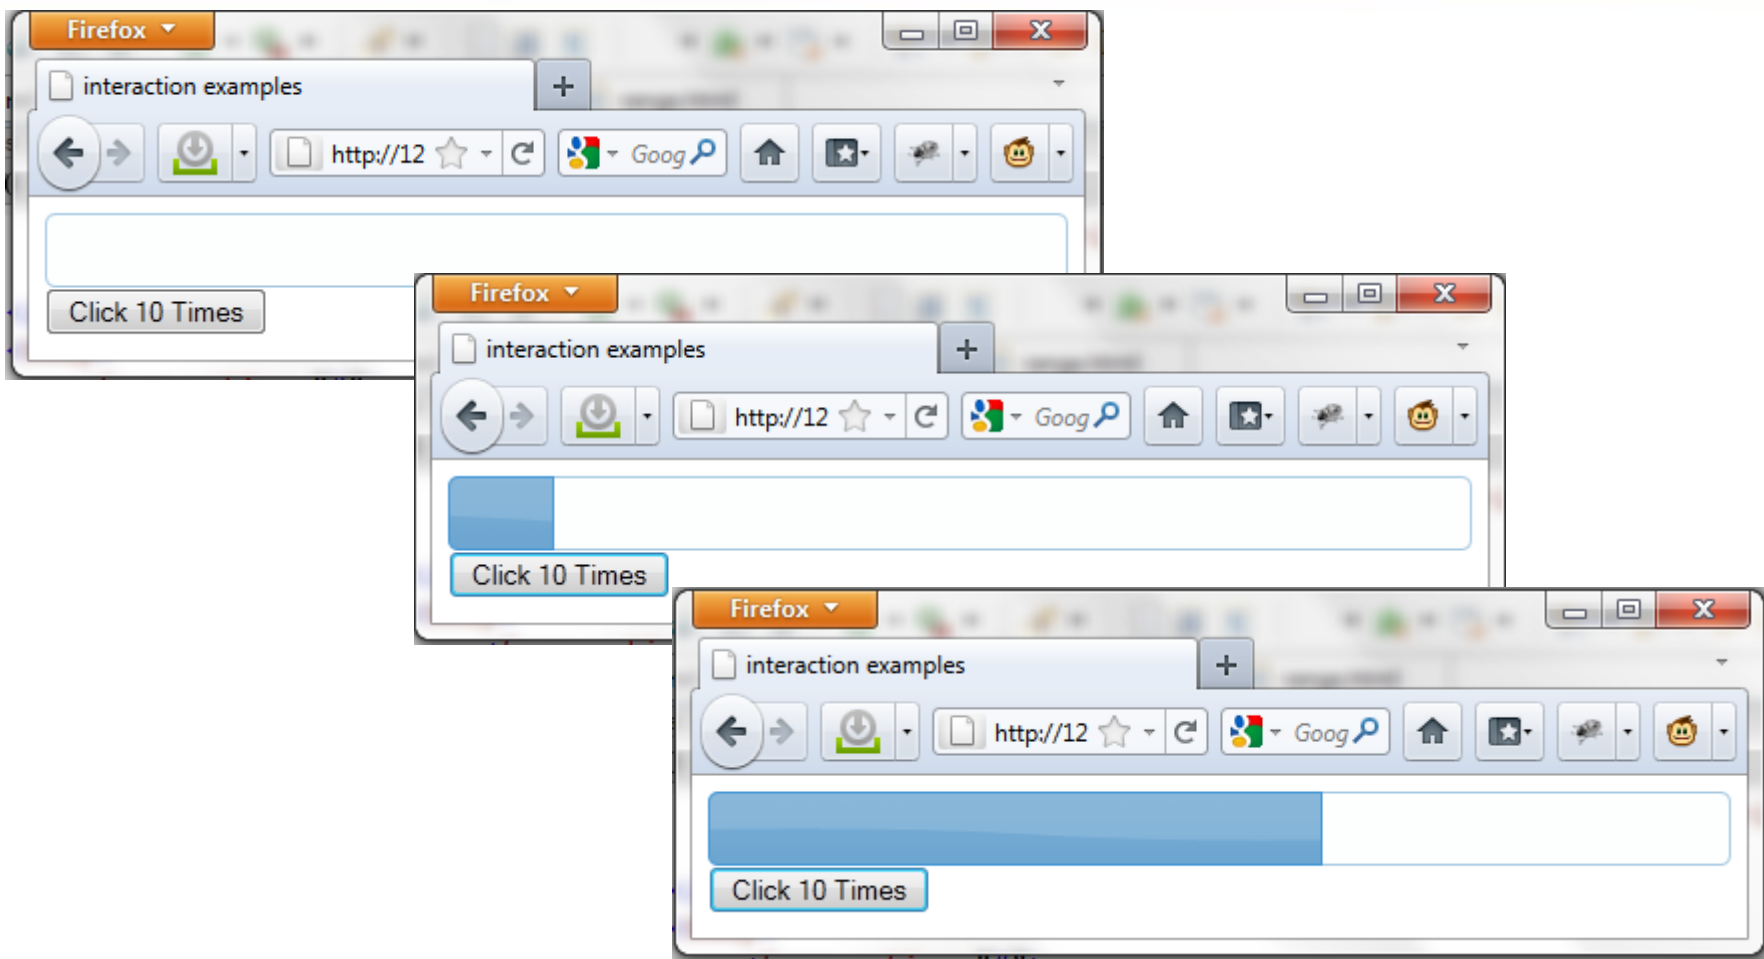 Firefox
interaction examples
http://12 Goog
Click 10 Times
Firefox
interaction examples
http://12 Goog
Click 10 Times
Firefox
interaction examples
http://12 Goog
Click 10 Times